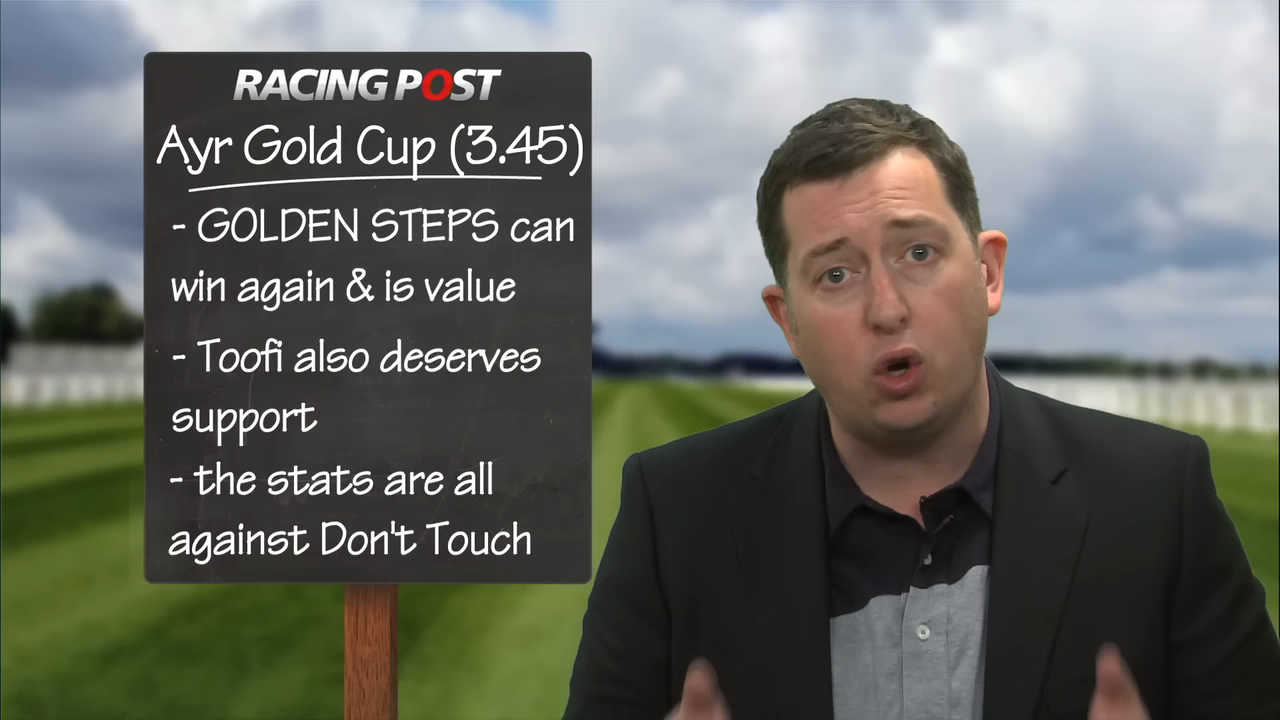 RACING POST
Ayr Gold Cup (3.45)
- GOLDEN STEPS can
win again & is value
- Toofi also deserves
support
- the stats are all
against Don't Touch